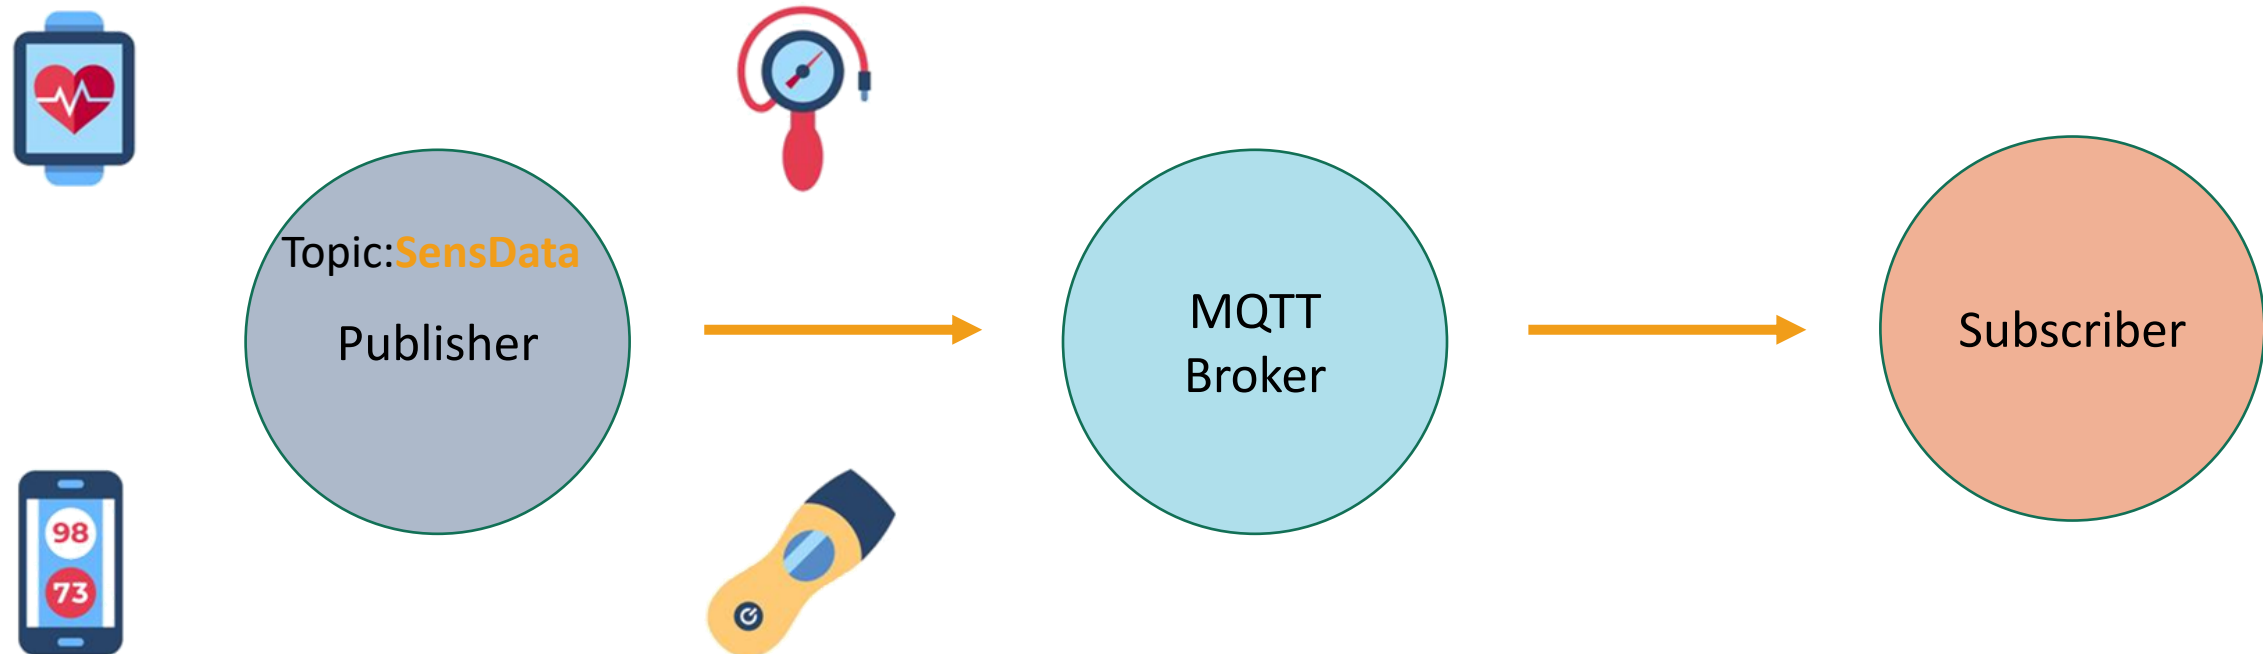 Topic:SensData
Publisher
MQTT
Broker
Subscriber
98
73